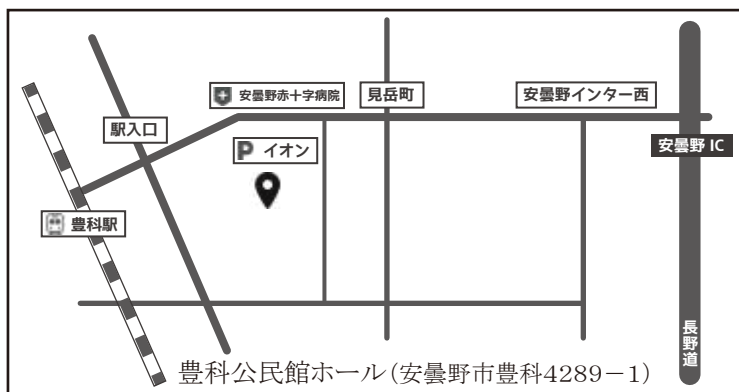 安曇野赤十字病院
見岳町
安曇野インター西
駅入口
P イオン
安曇野 IC
豊科駅
長野道
豊科公民館ホール(安曇野市豊科4289−1)